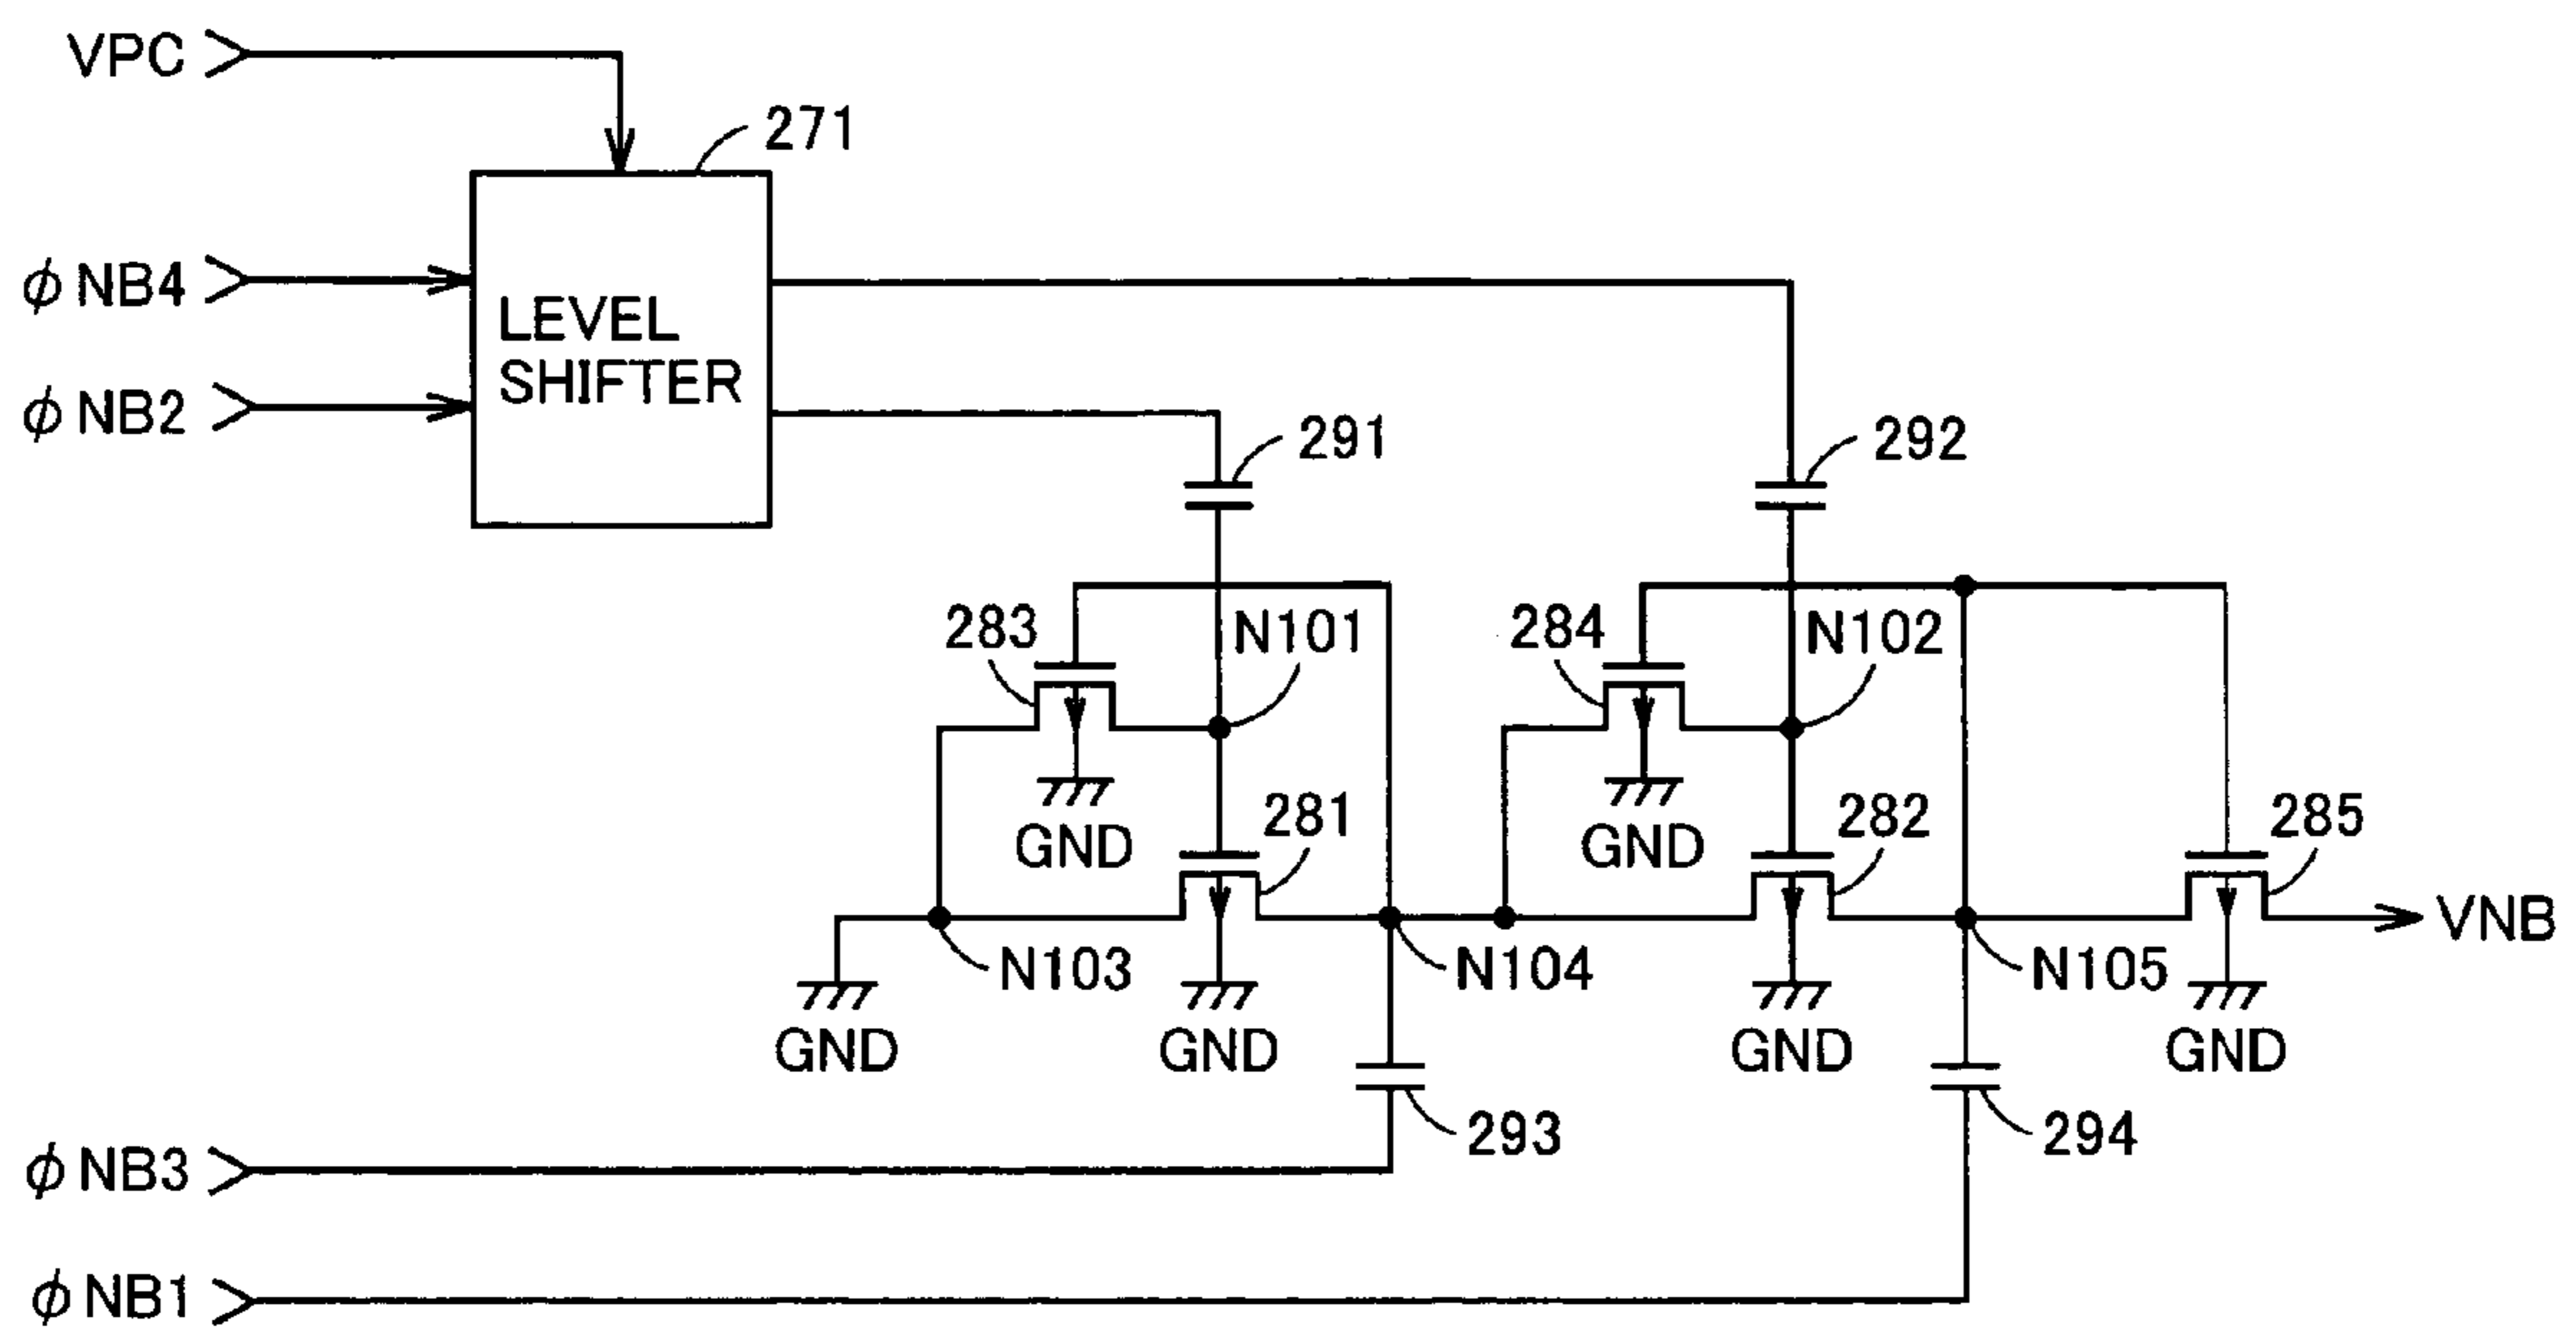 VPC
271
φNB4
LEVEL
SHIFTER
φNB2
291
292
283
N101
284
N102
GND
281
GND
282
285
VNB
N103
N104
N105
GND
GND
GND
GND
293
294
φNB3
φNB1